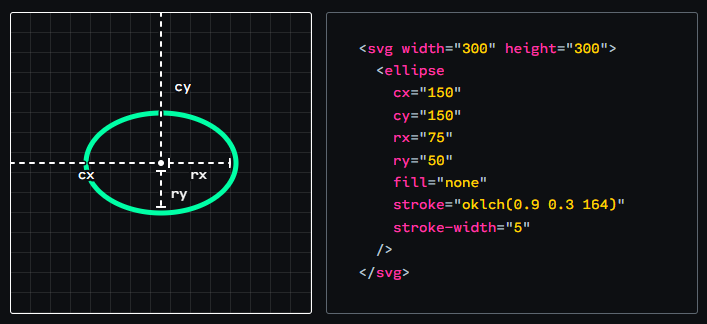 cy
cx
rx
ry
<svg width="300" height="300">
<ellipse
cx="150"
cy="150"
rx="75"
ry="50"
fill="none"
stroke="oklch(0.9 0.3 164)"
stroke-width="5"
/>
</svg>